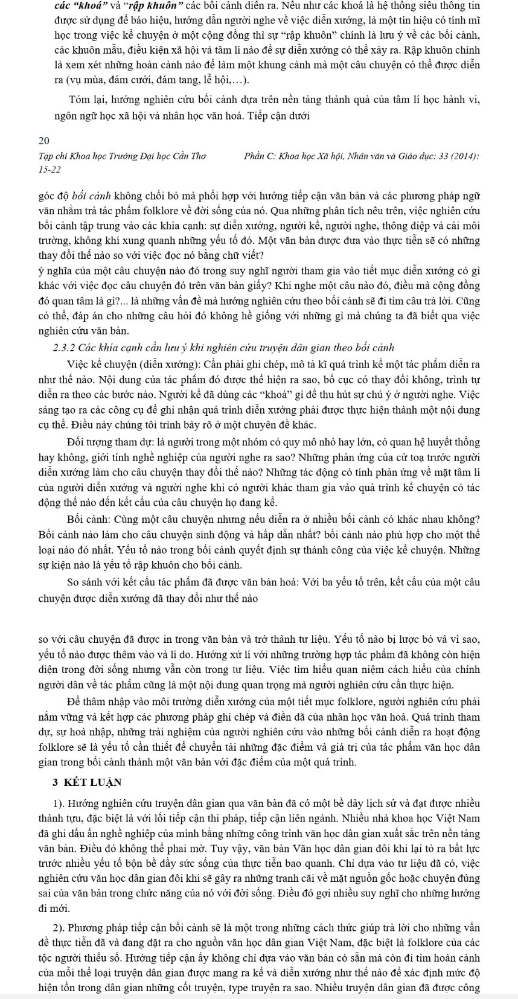 các “khoá” và “rập khuôn” các bối cảnh diễn ra. Nếu như các khoá là hệ thống siêu thông tin
được sử dụng để báo hiệu, hướng dẫn người nghe về việc diễn xướng, là một tín hiệu có tính mĩ
học trong việc kể chuyện ở một cộng đồng thì sự “rập khuôn” chính là lưu ý về các bối cảnh,
các khuôn mẫu, điều kiện xã hội và tâm lí nào để sự diễn xướng có thể xảy ra. Rập khuôn chính
là xem xét những hoàn cảnh nào để làm một khung cảnh mà một câu chuyện có thể được diễn
ra (vụ mùa, đám cưới, đám tang, lễ hội,…).
Tóm lại, hướng nghiên cứu bối cảnh dựa trên nền tảng thành quả của tâm lí học hành vi,
ngôn ngữ học xã hội và nhân học văn hoá. Tiếp cận dưới
20
Tạp chí Khoa học Trường Đại học Cần Thơ Phần C: Khoa học Xã hội, Nhân văn và Giáo dục: 33 (2014):
15-22
góc độ bối cảnh không chối bỏ mà phối hợp với hướng tiếp cận văn bản và các phương pháp ngữ
văn nhằm trả tác phẩm folklore về đời sống của nó. Qua những phân tích nêu trên, việc nghiên cứu
bối cảnh tập trung vào các khía cạnh: sự diễn xướng, người kể, người nghe, thông điệp và cái môi
trường, không khí xung quanh những yếu tố đó. Một văn bản được đưa vào thực tiễn sẽ có những
thay đổi thế nào so với việc đọc nó bằng chữ viết?
ý nghĩa của một câu chuyện nào đó trong suy nghĩ người tham gia vào tiết mục diễn xướng có gì
khác với việc đọc câu chuyện đó trên văn bản giấy? Khi nghe một câu nào đó, điều mà cộng đồng
đó quan tâm là gì?... là những vấn đề mà hướng nghiên cứu theo bối cảnh sẽ đi tìm câu trả lời. Cũng
có thể, đáp án cho những câu hỏi đó không hề giống với những gì mà chúng ta đã biết qua việc
nghiên cứu văn bản.
2.3.2 Các khía cạnh cần lưu ý khi nghiên cứu truyện dân gian theo bối cảnh
Việc kể chuyện (diễn xướng): Cần phải ghi chép, mô tả kĩ quá trình kể một tác phẩm diễn ra
như thế nào. Nội dung của tác phẩm đó được thể hiện ra sao, bố cục có thay đổi không, trình tự
diễn ra theo các bước nào. Người kể đã dùng các “khoá” gì để thu hút sự chú ý ở người nghe. Việc
sáng tạo ra các công cụ để ghi nhận quá trình diễn xướng phải được thực hiện thành một nội dung
cụ thể. Điều này chúng tôi trình bày rõ ở một chuyên đề khác.
Đối tượng tham dự: là người trong một nhóm có quy mô nhỏ hay lớn, có quan hệ huyết thống
hay không, giới tính nghề nghiệp của người nghe ra sao? Những phản ứng của cử toạ trước người
diễn xướng làm cho câu chuyện thay đổi thế nào? Những tác động có tính phản ứng về mặt tâm lí
của người diễn xướng và người nghe khi có người khác tham gia vào quá trình kể chuyện có tác
động thế nào đến kết cấu của câu chuyện họ đang kể.
Bối cảnh: Cùng một câu chuyện nhưng nếu diễn ra ở nhiều bối cảnh có khác nhau không?
Bối cảnh nào làm cho câu chuyện sinh động và hấp dẫn nhất? bối cảnh nào phù hợp cho một thể
loại nào đó nhất. Yếu tố nào trong bối cảnh quyết định sự thành công của việc kể chuyện. Những
sự kiện nào là yếu tố rập khuôn cho bối cảnh.
So sánh với kết cấu tác phẩm đã được văn bản hoá: Với ba yếu tố trên, kết cấu của một câu
chuyện được diễn xướng đã thay đổi như thế nào
so với câu chuyện đã được in trong văn bản và trở thành tư liệu. Yếu tố nào bị lược bỏ và vì sao,
yếu tố nào được thêm vào và lí do. Hướng xử lí với những trường hợp tác phẩm đã không còn hiện
diện trong đời sống nhưng vẫn còn trong tư liệu. Việc tìm hiểu quan niệm cách hiểu của chính
người dân về tác phẩm cũng là một nội dung quan trọng mà người nghiên cứu cần thực hiện.
Để thâm nhập vào môi trường diễn xướng của một tiết mục folklore, người nghiên cứu phải
nắm vững và kết hợp các phương pháp ghi chép và điền dã của nhân học văn hoá. Quá trình tham
dự, sự hoà nhập, những trải nghiệm của người nghiên cứu vào những bối cảnh diễn ra hoạt động
folklore sẽ là yếu tố cần thiết để chuyển tải những đặc điểm và giá trị của tác phẩm văn học dân
gian trong bối cảnh thành một văn bản với đặc điểm của một quá trình.
3 KẾT LUẬN
1). Hướng nghiên cứu truyện dân gian qua văn bản đã có một bề dày lịch sử và đạt được nhiều
thành tựu, đặc biệt là với lối tiếp cận thi pháp, tiếp cận liên ngành. Nhiều nhà khoa học Việt Nam
đã ghi dấu ấn nghề nghiệp của mình bằng những công trình văn học dân gian xuất sắc trên nền tảng
văn bản. Điều đó không thể phai mờ. Tuy vậy, văn bản Văn học dân gian đôi khi lại tỏ ra bất lực
trước nhiều yếu tố bộn bề đầy sức sống của thực tiễn bao quanh. Chỉ dựa vào tư liệu đã có, việc
nghiên cứu văn học dân gian đôi khi sẽ gây ra những tranh cãi về mặt nguồn gốc hoặc chuyện đúng
sai của văn bản trong chức năng của nó với đời sống. Điều đó gợi nhiều suy nghĩ cho những hướng
đi mới.
2). Phương pháp tiếp cận bối cảnh sẽ là một trong những cách thức giúp trả lời cho những vấn
đề thực tiễn đã và đang đặt ra cho nguồn văn học dân gian Việt Nam, đặc biệt là folklore của các
tộc người thiểu số. Hướng tiếp cận ấy không chỉ dựa vào văn bản có sẵn mà còn đi tìm hoàn cảnh
của mỗi thể loại truyện dân gian được mang ra kể và diễn xướng như thế nào để xác định mức độ
hiện tồn trong dân gian những cốt truyện, type truyện ra sao. Nhiều truyện dân gian đã được công